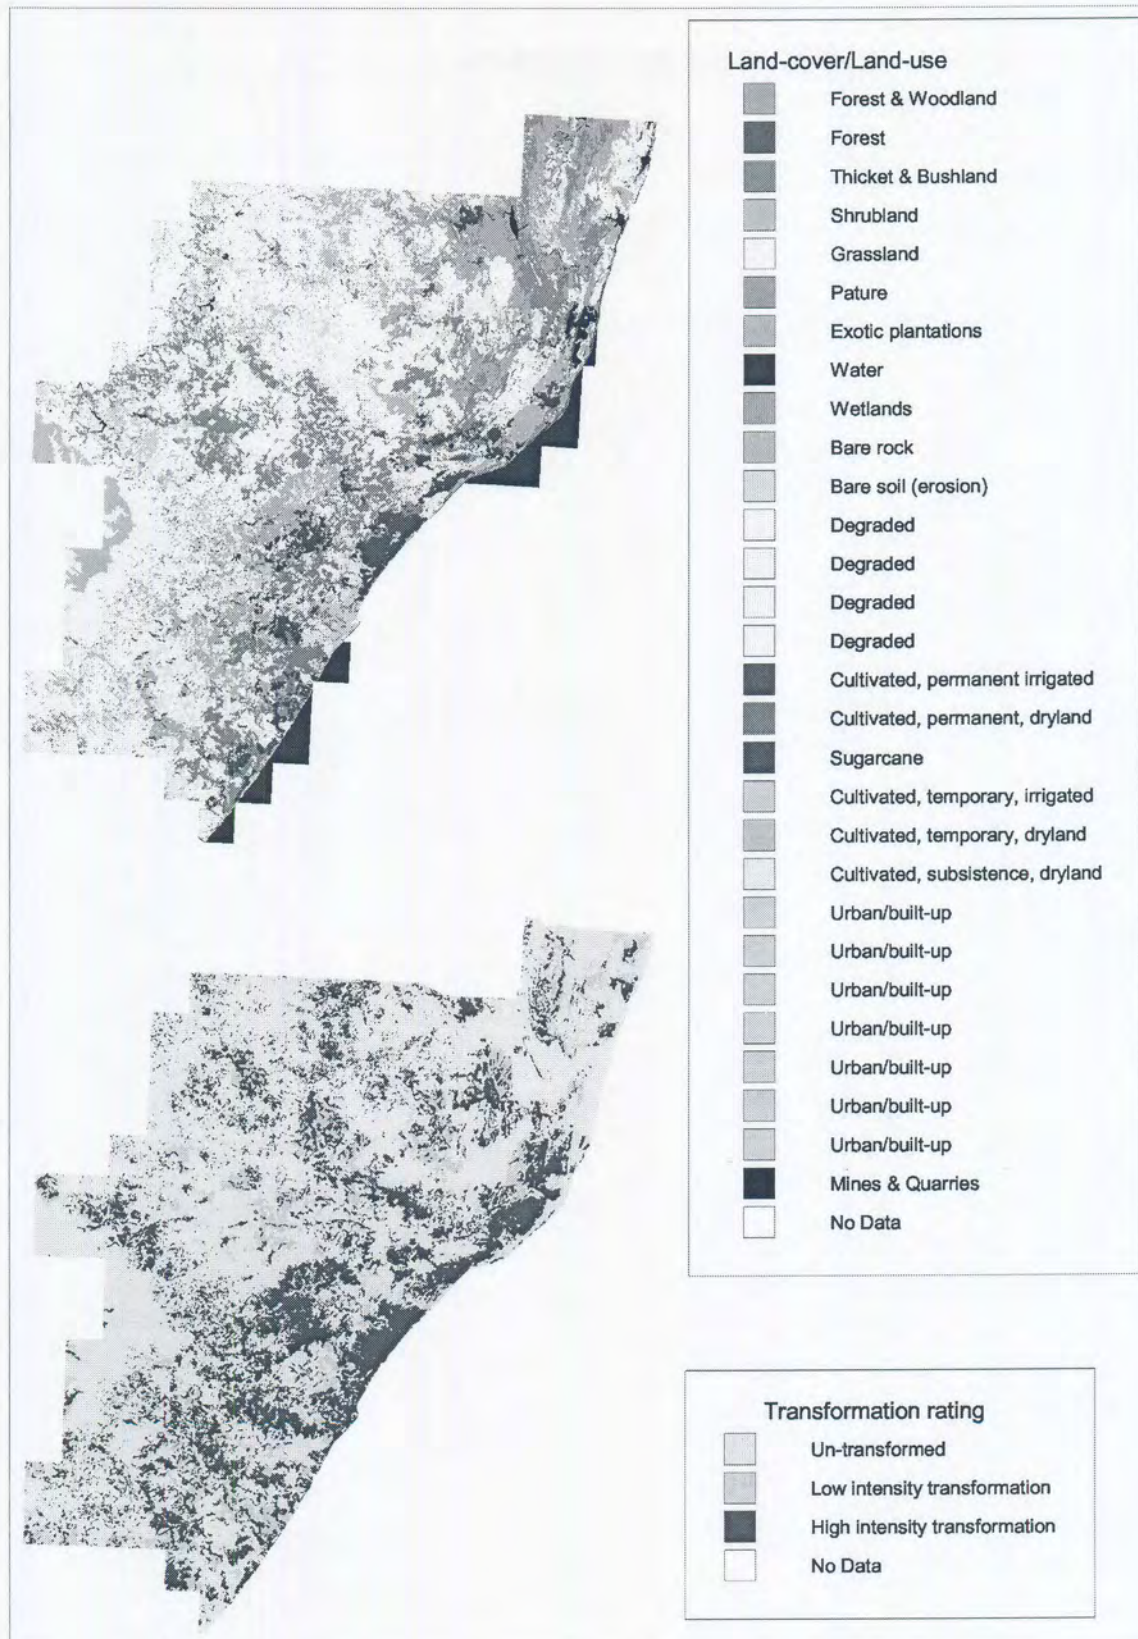 Land-cover/Land-use
Forest & Woodland
Forest
Thicket & Bushland
Shrubland
Grassland
Pature
Exotic plantations
Water
Wetlands
Bare rock
Bare soil (erosion)
Degraded
Degraded
Degraded
Degraded
Cultivated, permanent irrigated
Cultivated, permanent, dryland
Sugarcane
Cultivated, temporary, irrigated
Cultivated, temporary, dryland
Cultivated, subsistence, dryland
Urban/built-up
Urban/built-up
Urban/built-up
Urban/built-up
Urban/built-up
Urban/built-up
Urban/built-up
Mines & Quarries
No Data
Transformation rating
Un-transformed
Low intensity transformation
High intensity transformation
No Data